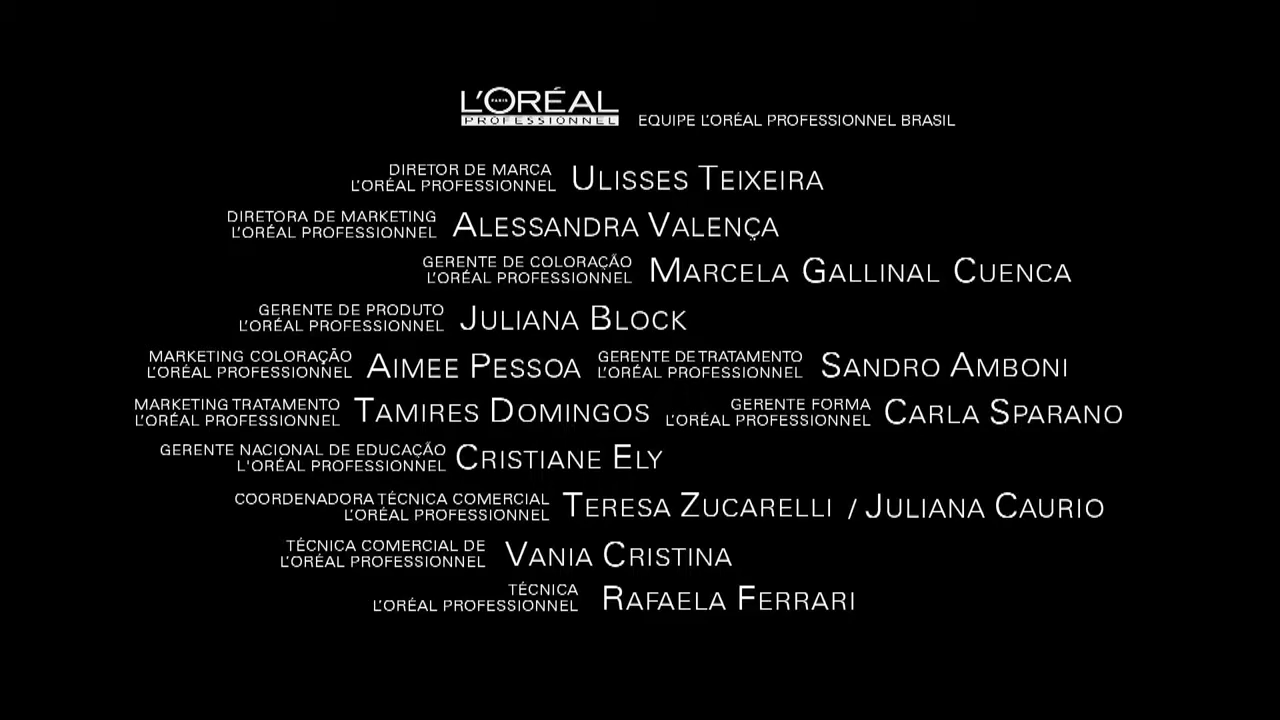 L'ORÉAL
PARIS
PROFESSIONNEL
EQUIPE L'ORÉAL PROFESSIONNEL BRASIL
DIRETOR DE MARCA
L'ORÉAL PROFESSIONNEL
ULISSES TEIXEIRA
DIRETORA DE MARKETING
L'ORÉAL PROFESSIONNEL
ALESSANDRA VALENÇA
GERENTE DE COLORAÇÃO
L'ORÉAL PROFESSIONNEL
MARCELA GALLINAL CUENCA
GERENTE DE PRODUTO
L'ORÉAL PROFESSIONNEL
JULIANA BLOCK
MARKETING COLORAÇÃO
L'ORÉAL PROFESSIONNEL
AIMEE PESSOA
GERENTE DE TRATAMENTO
L'ORÉAL PROFESSIONNEL
SANDRO AMBONI
MARKETING TRATAMENTO
L'ORÉAL PROFESSIONNEL
TAMIRES DOMINGOS
GERENTE FORMA
L'ORÉAL PROFESSIONNEL
CARLA SPARANO
GERENTE NACIONAL DE EDUCAÇÃO
L'ORÉAL PROFESSIONNEL
CRISTIANE ELY
COORDENADORA TÉCNICA COMERCIAL
L'ORÉAL PROFESSIONNEL
TERESA ZUCARELLI / JULIANA CAURIO
TÉCNICA COMERCIAL DE
L'ORÉAL PROFESSIONNEL
VANIA CRISTINA
TÉCNICA
L'ORÉAL PROFESSIONNEL
RAFAELA FERRARI